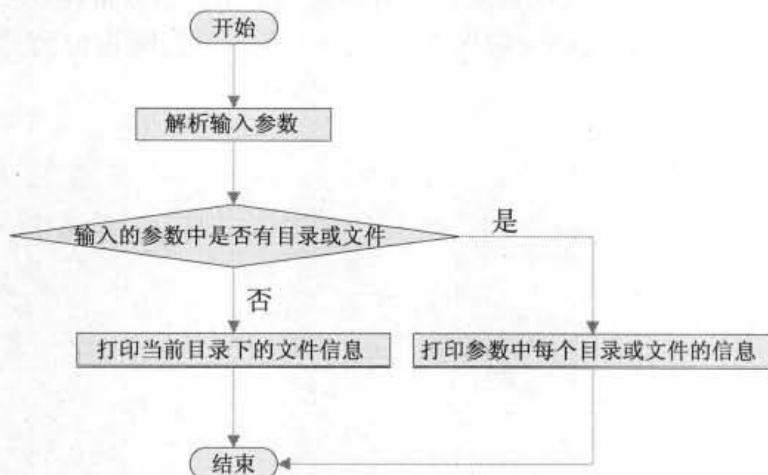 开始
解析输入参数
输入的参数中是否有目录或文件
是
否
打印当前目录下的文件信息
打印参数中每个目录或文件的信息
结束